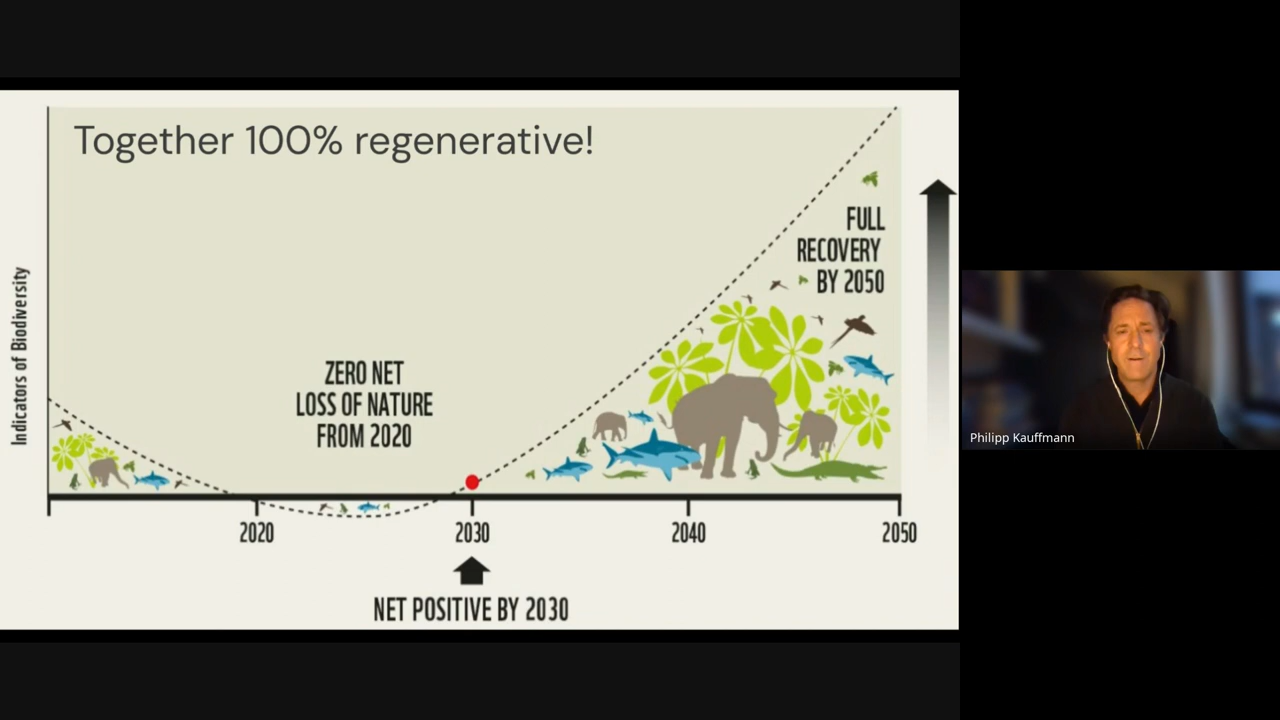 Together 100% regenerative!
Indicators of Biodiversity
FULL
RECOVERY
BY 2050
ZERO NET
LOSS OF NATURE
FROM 2020
2020
2030
2040
2050
NET POSITIVE BY 2030
Philipp Kauffmann